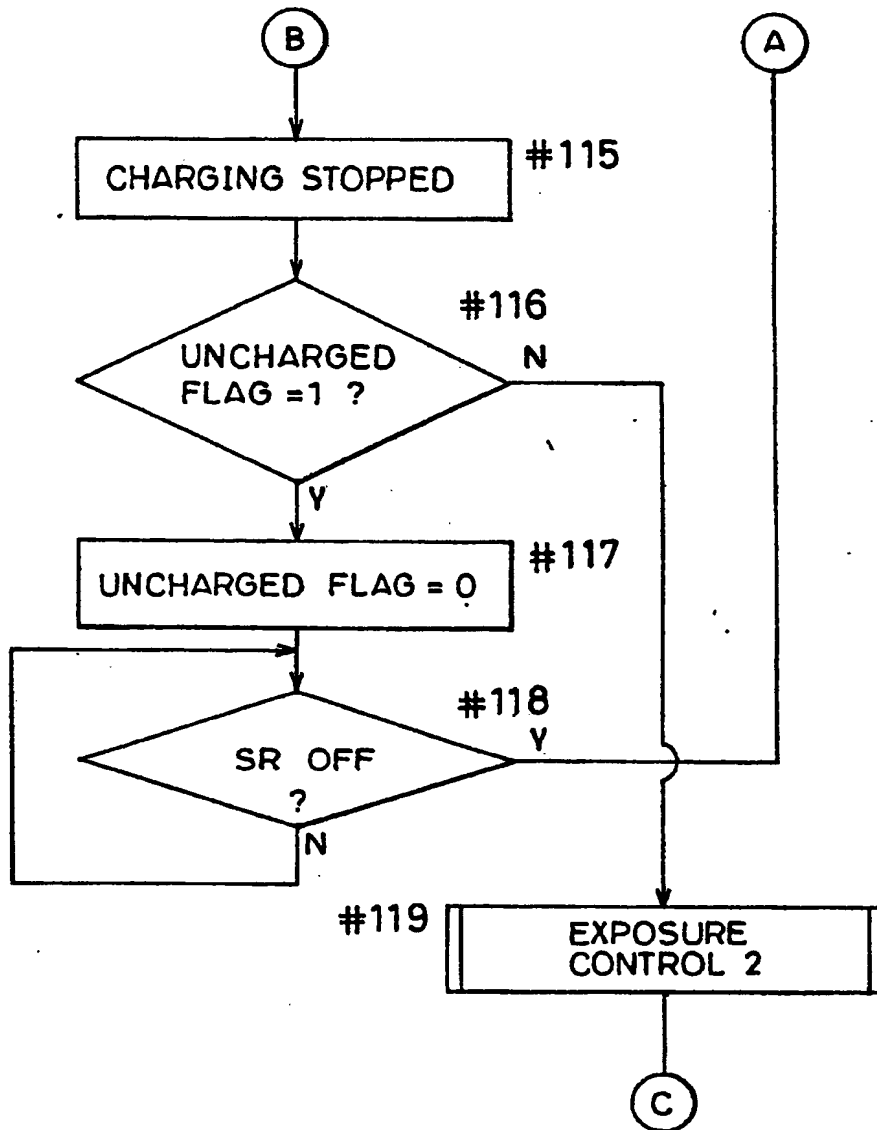 B
A
CHARGING STOPPED
#115
#116
UNCHARGED
FLAG = 1 ?
N
Y
UNCHARGED FLAG = 0
#117
#118
SR OFF
?
Y
N
#119
EXPOSURE
CONTROL 2
C